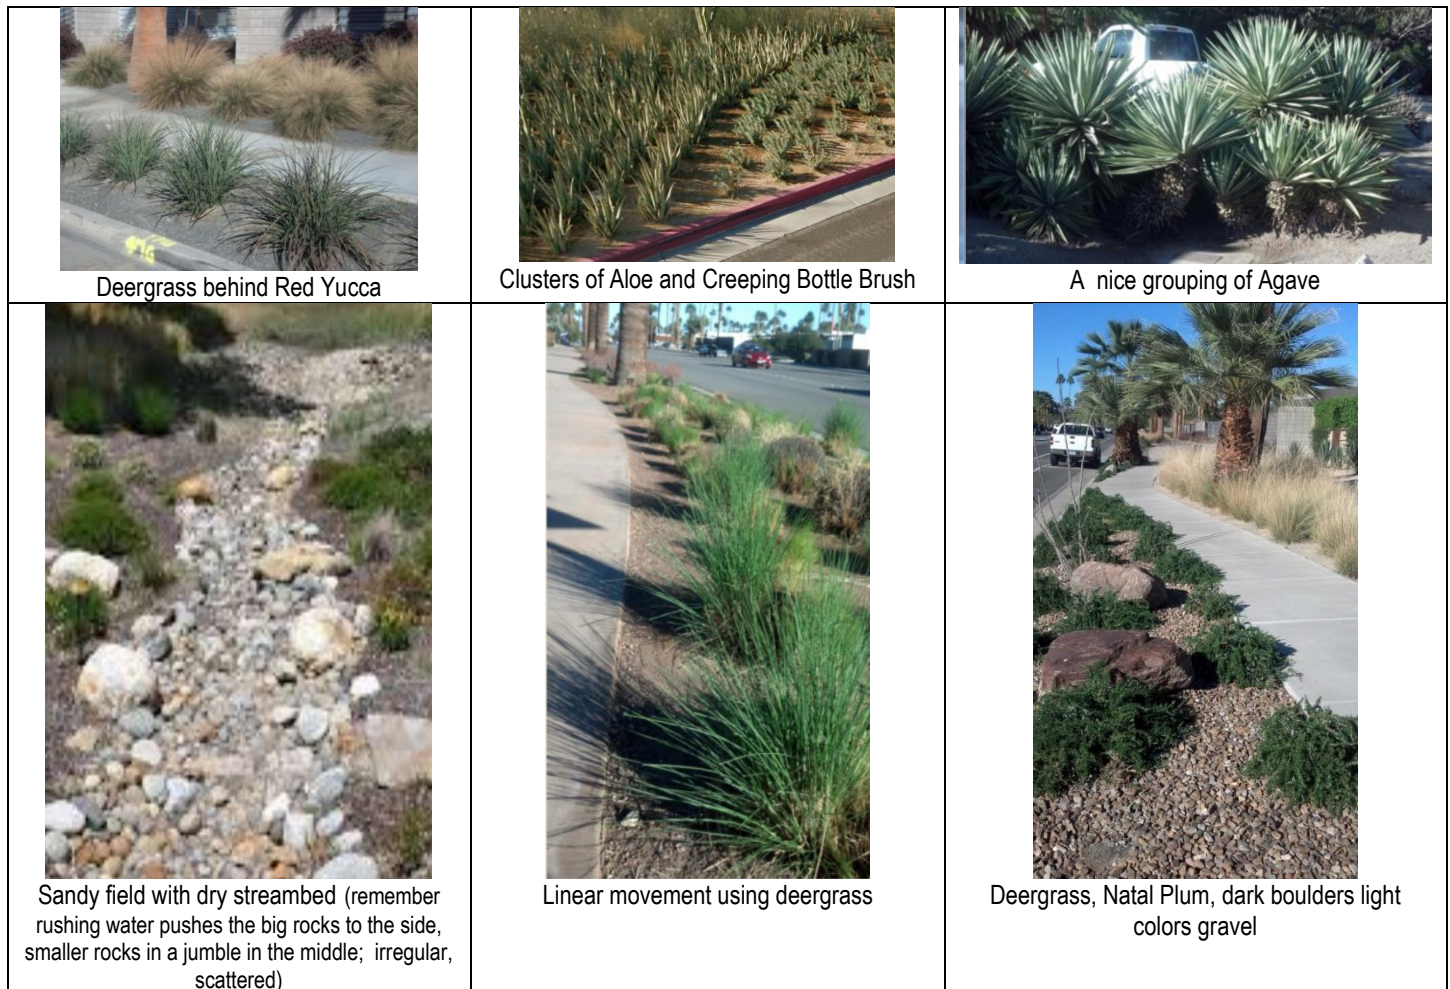 Deergrass behind Red Yucca
Clusters of Aloe and Creeping Bottle Brush
A nice grouping of Agave
Sandy field with dry streambed (remember
rushing water pushes the big rocks to the side,
smaller rocks in a jumble in the middle; irregular,
scattered)
Linear movement using deergrass
Deergrass, Natal Plum, dark boulders light
colors gravel